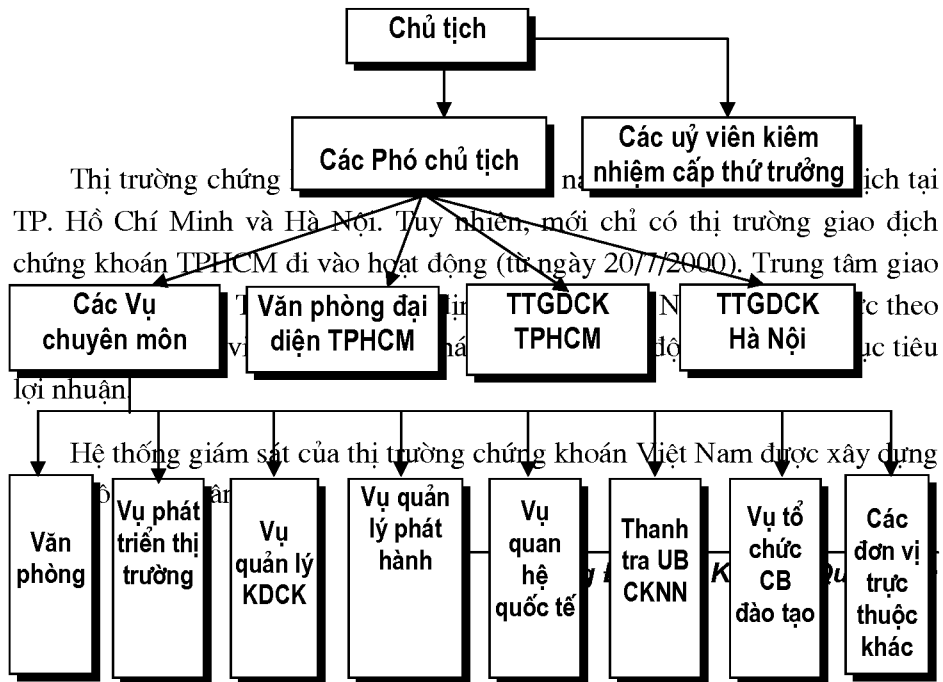 Chủ tịch
Các Phó chủ tịch
Các uỷ viên kiêm
nhiệm cấp thứ trưởng
Thị trường chứng ịch tại
TP. Hồ Chí Minh và Hà Nội. Tuy nhiên, mới chỉ có thị trường giao dịch
chứng khoán TPHCM đi vào hoạt động (từ ngày 20/7/2000). Trung tâm giao
Các Vụ
chuyên môn
Văn phòng đại
diện TPHCM
TTGDCK
TPHCM
TTGDCK
Hà Nội
theo
tiêu
lợi nhuận.
Hệ thống giám sát của thị trường chứng khoán Việt Nam được xây dựng
Văn
phòng
Vụ phát
triển thị
trường
Vụ
quản lý
KDCK
Vụ quản
lý phát
hành
Vụ
quan
hệ
quốc tế
Thanh
tra UB
CKNN
Vụ tổ
chức
CB
đào tạo
Các
đơn vị
trực
thuộc
khác